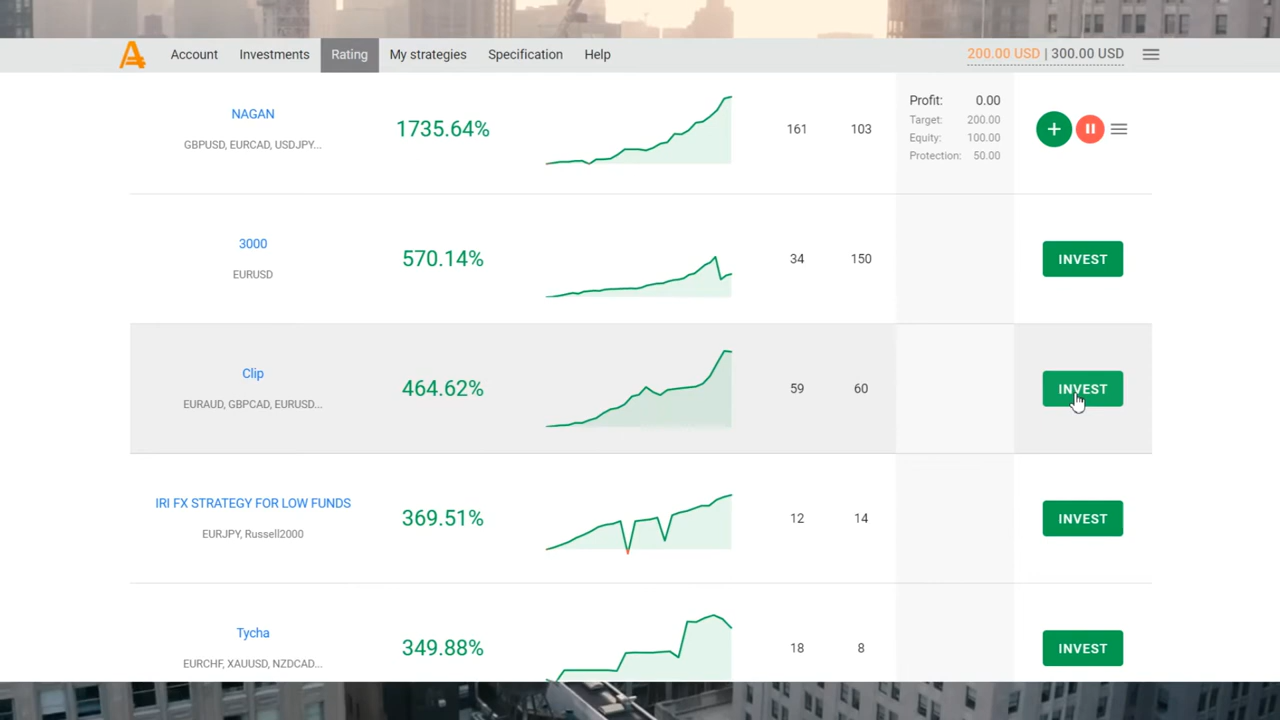 Account Investments Rating My strategies Specification Help 200.00 USD | 300.00 USD
NAGAN
GBPUSD, EURCAD, USDJPY...
1735.64%
161
103
Profit: 0.00
Target: 200.00
Equity: 100.00
Protection: 50.00
3000
EURUSD
570.14%
34
150
INVEST
Clip
EURAUD, GBPCAD, EURUSD...
464.62%
59
60
INVEST
IRI FX STRATEGY FOR LOW FUNDS
EURJPY, Russell2000
369.51%
12
14
INVEST
Tycha
EURCHF, XAUUSD, NZDCAD...
349.88%
18
8
INVEST